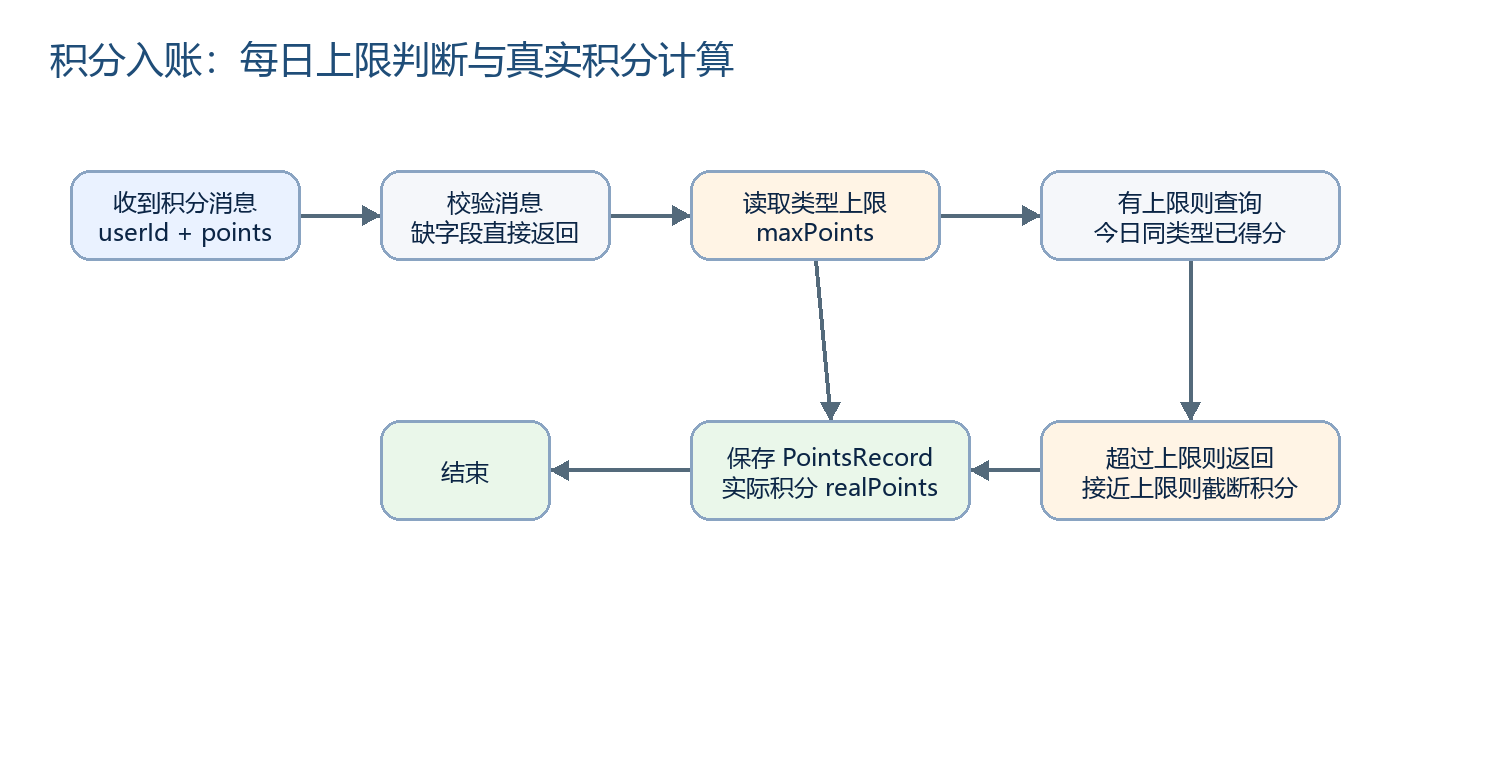 积分入账：每日上限判断与真实积分计算
收到积分消息
userId + points
校验消息
缺字段直接返回
读取类型上限
maxPoints
有上限则查询
今日同类型已得分
结束
保存 PointsRecord
实际积分 realPoints
超过上限则返回
接近上限则截断积分